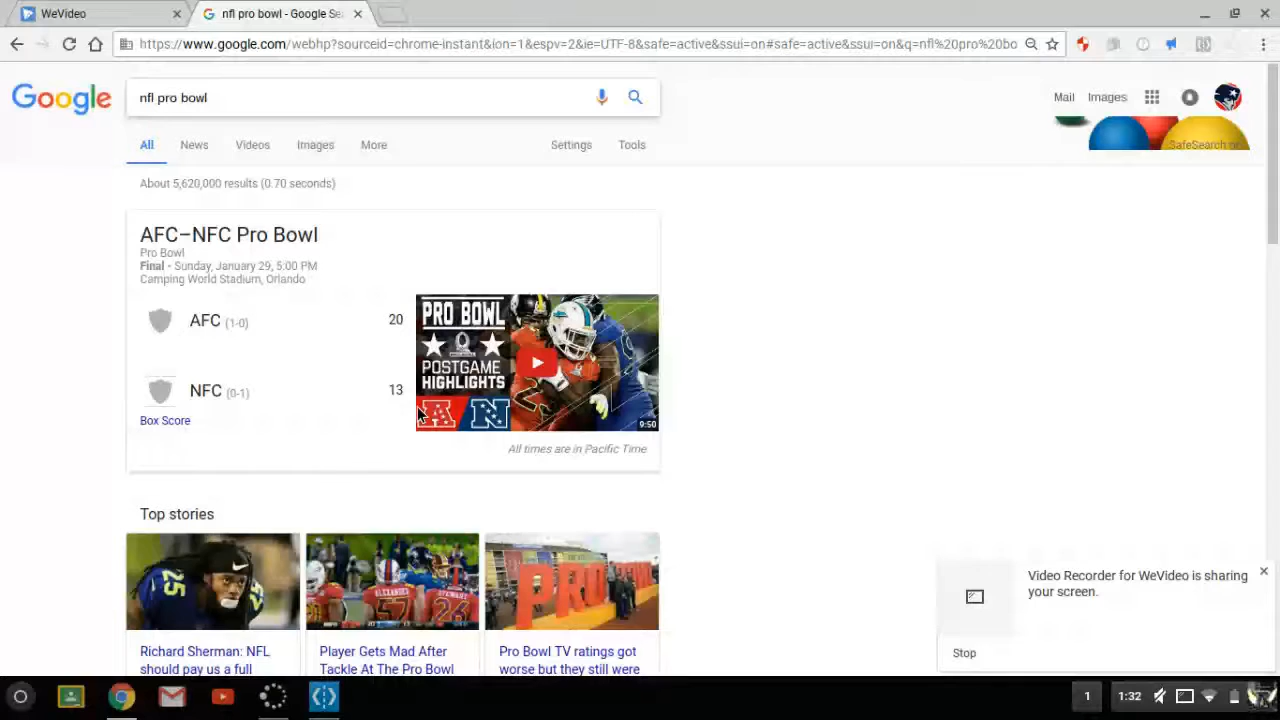 WeVideo
nfl pro bowl - Google Se
https://www.google.com/webhp?sourceid=chrome-instant&ion=1&espv=2&ie=UTF-8&safe=active&ssui=on#safe=active&ssui=on&q=nfl%20pro%20bo
Google
nfl pro bowl
Mail Images
All News Videos Images More Settings Tools
SafeSearch on
About 5,620,000 results (0.70 seconds)
AFC–NFC Pro Bowl
Pro Bowl
Final - Sunday, January 29, 5:00 PM
Camping World Stadium, Orlando
AFC (1-0) 20
NFC (0-1) 13
Box Score
PRO BOWL
POSTGAME
HIGHLIGHTS
A N
9:50
All times are in Pacific Time
Top stories
25
57
26
PRO
Richard Sherman: NFL
should pay us a full
Player Gets Mad After
Tackle At The Pro Bowl
Pro Bowl TV ratings got
worse but they still were
Video Recorder for WeVideo is sharing
your screen.
Stop
1 1:32